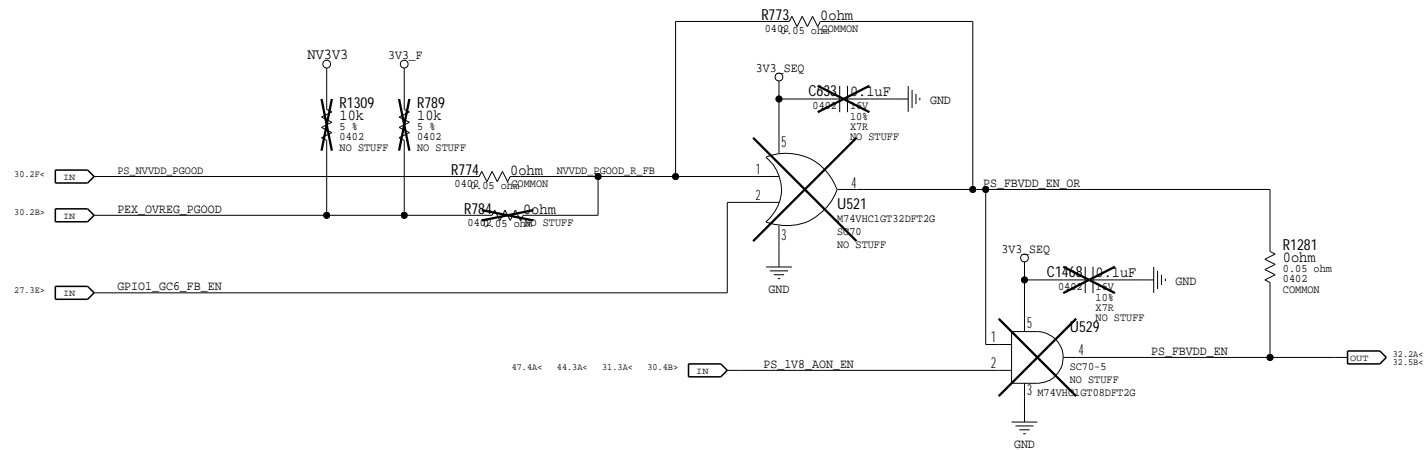 R773 0ohm
0402 0.05 ohm COMMON
NV3V3
3V3_F
3V3_SEQ
C633 0.1uF
0402 16V
10%
X7R
NO STUFF
GND
R1309
10k
5 %
0402
NO STUFF
R789
10k
5 %
0402
NO STUFF
5
30.2F< IN PS_NVVDD_PGOOD
R774 0ohm
0402 0.05 ohm COMMON
NVVDD_PGOOD_R_FB
1
2
4
PS_FBVDD_EN_OR
U521
M74VHC1GT32DFT2G
SC70
NO STUFF
3
GND
30.2B> IN PEX_OVREG_PGOOD
R784 0ohm
0402 0.05 ohm NO STUFF
3V3_SEQ
R1281
0ohm
0.05 ohm
0402
COMMON
C1468 0.1uF
0402 16V
10%
X7R
NO STUFF
GND
27.3E> IN GPIO1_GC6_FB_EN
5
U529
1
2
4
PS_FBVDD_EN
OUT
32.2A<
32.5B<
47.4A< 44.3A< 31.3A< 30.4B> IN PS_1V8_AON_EN
SC70-5
NO STUFF
3
M74VHC1GT08DFT2G
GND